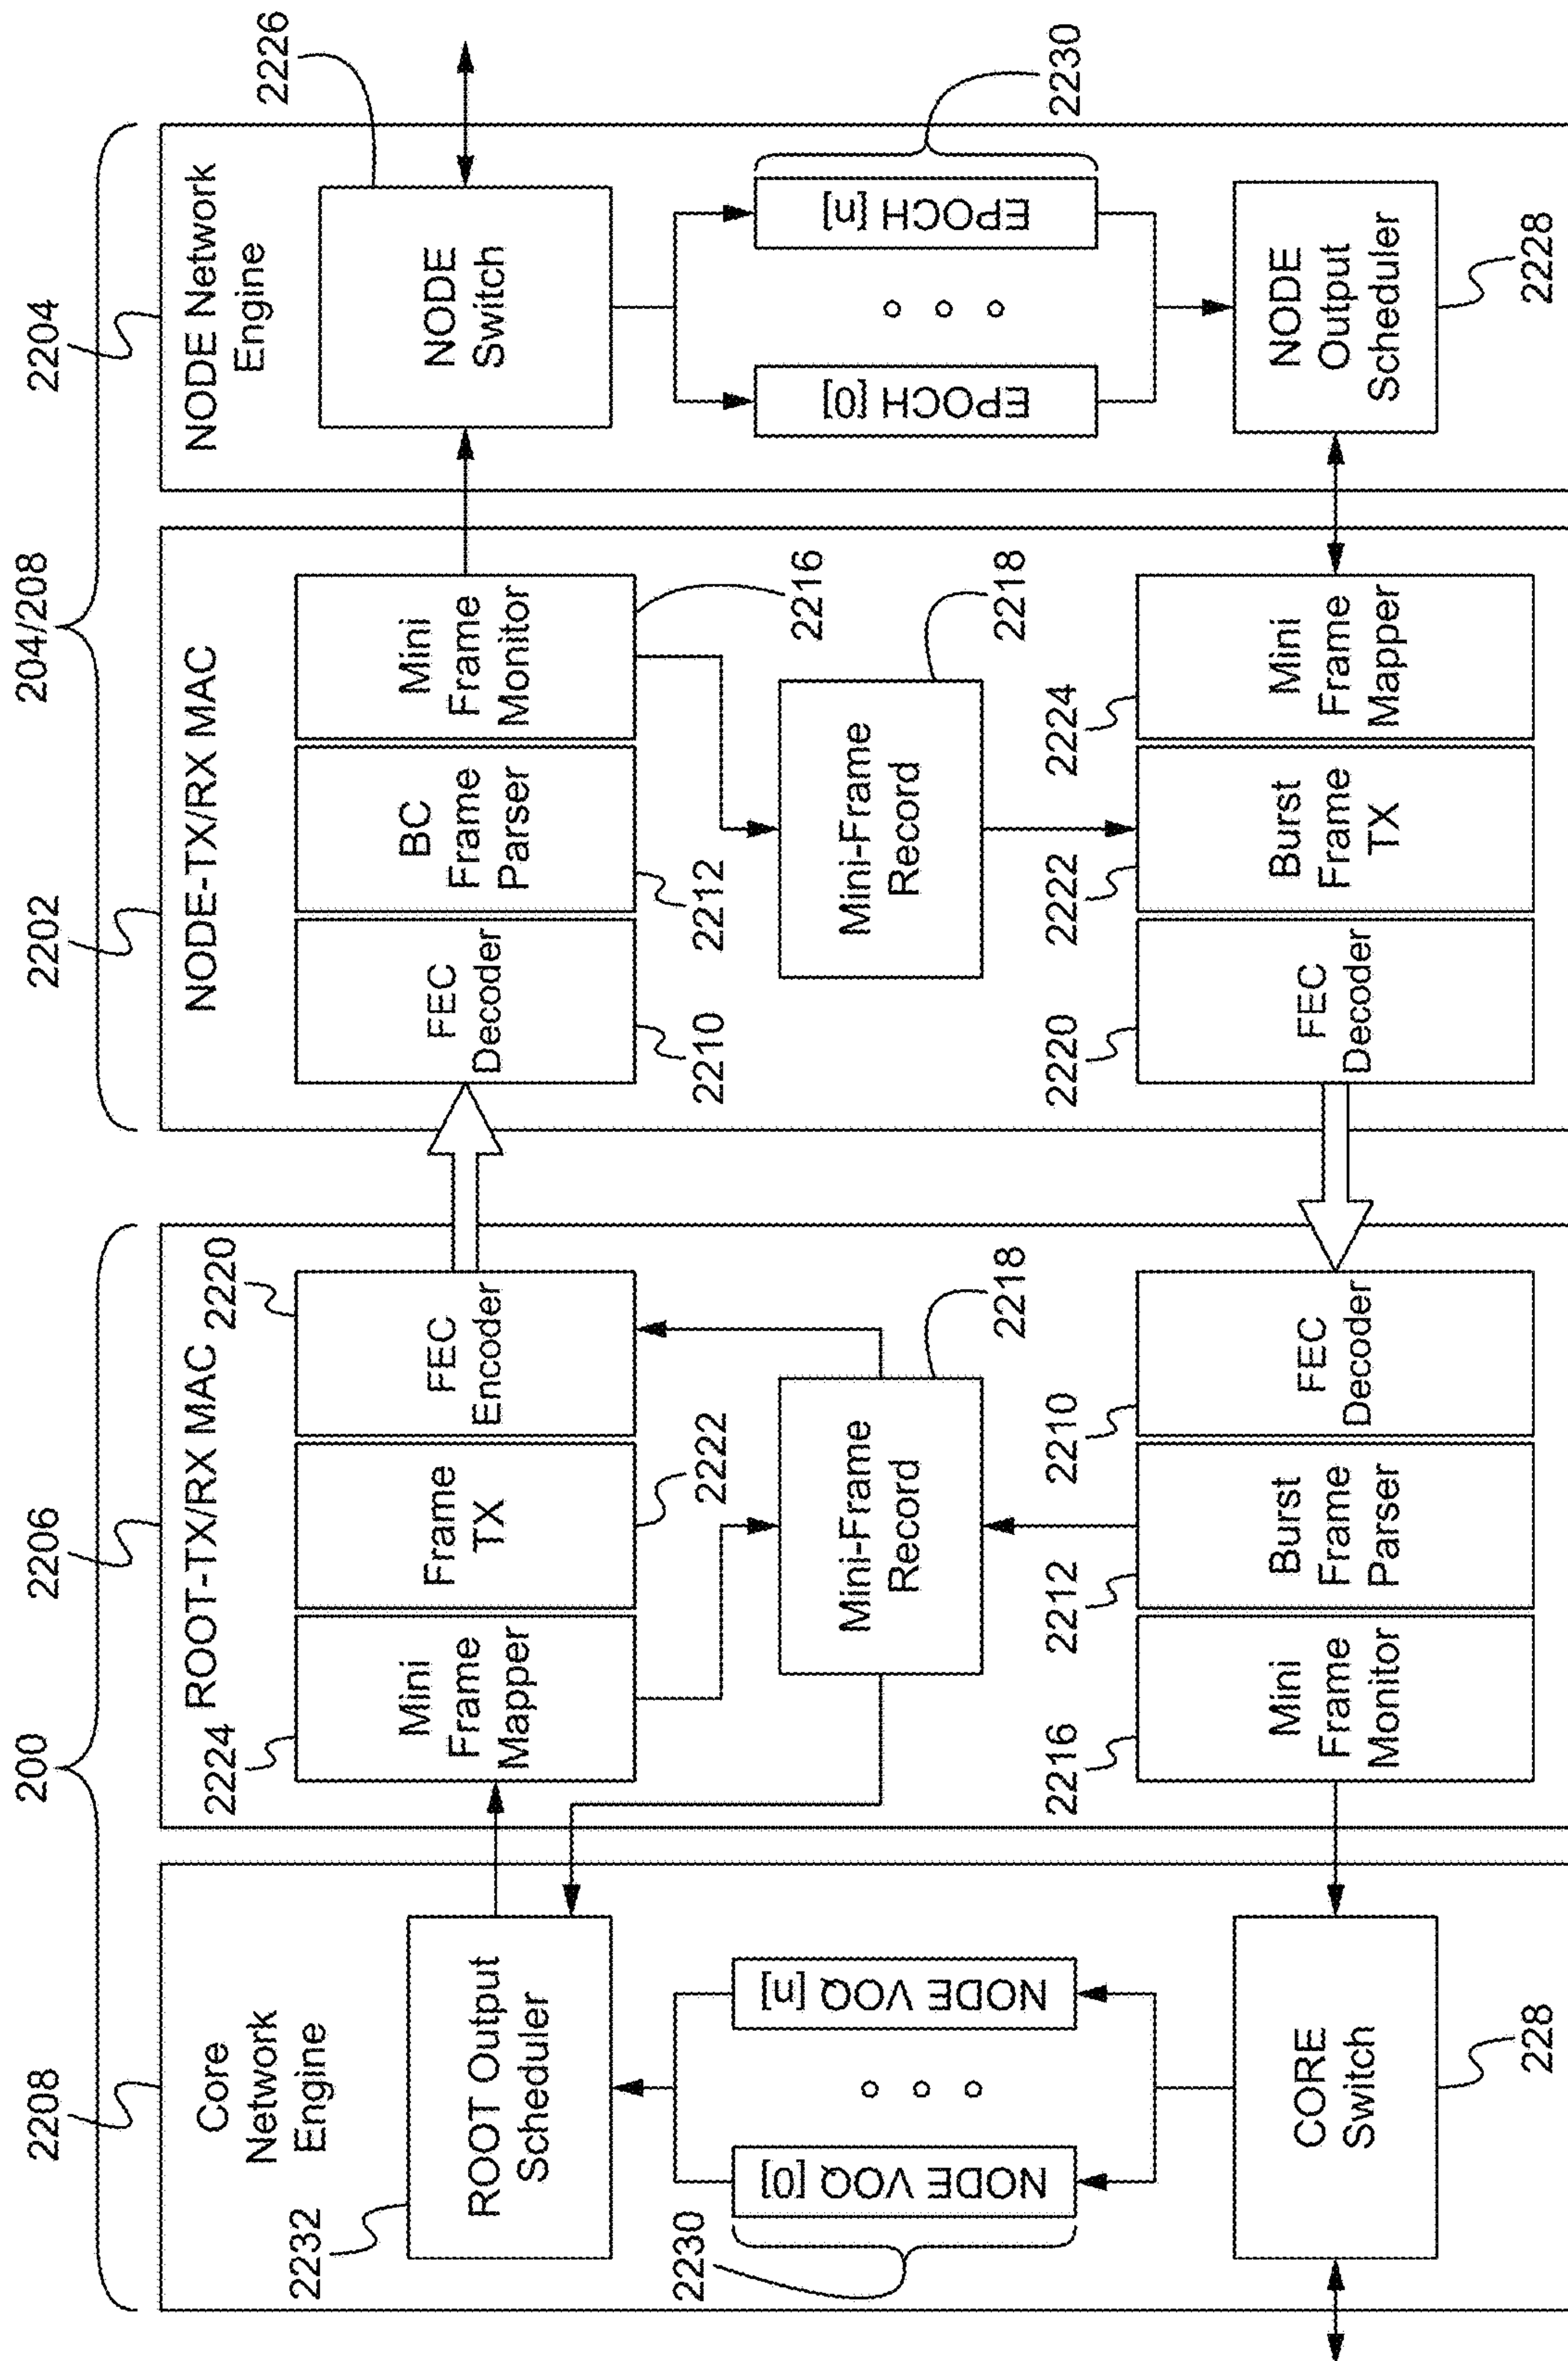 200
204/208
2208
2206
2202
2204
Core
Network
Engine
2232
ROOT Output
Scheduler
2230
NODE VOQ [0]
NODE VOQ [n]
CORE
Switch
228
ROOT-TX/RX MAC
2224
Mini
Frame
Mapper
Frame
TX
2222
FEC
Encoder
2220
Mini-Frame
Record
2218
2216
Mini
Frame
Monitor
2212
Burst
Frame
Parser
2210
FEC
Decoder
NODE-TX/RX MAC
FEC
Decoder
2210
BC
Frame
Parser
2212
Mini
Frame
Monitor
2216
Mini-Frame
Record
2218
2220
FEC
Decoder
2222
Burst
Frame
TX
2224
Mini
Frame
Mapper
NODE Network
Engine
NODE
Switch
2226
EPOCH [0]
EPOCH [n]
2230
NODE
Output
Scheduler
2228